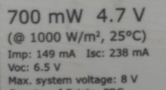 700 mW 4.7 V
(@ 1000 W/m², 25°C)
Imp: 149 mA Isc: 238 mA
Voc: 6.5 V
Max. system voltage: 8 V